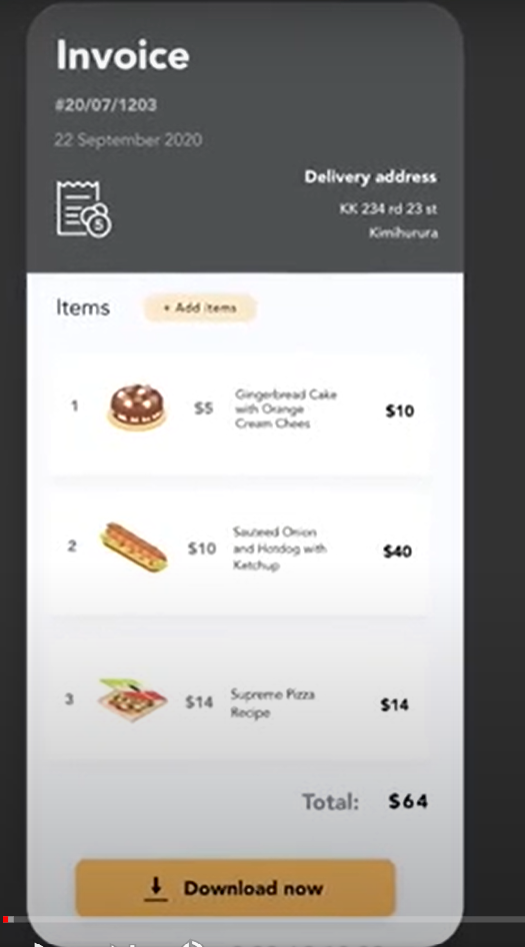 Invoice
#20/07/1203
22 September 2020
Delivery address
KK 234 rd 23 st
Kimihurura
Items
+ Add items
1
$5
Gingerbread Cake
with Orange
Cream Chees
$10
2
$10
Sauteed Onion
and Hotdog with
Ketchup
$40
3
$14
Supreme Pizza
Recipe
$14
Total: $64
Download now